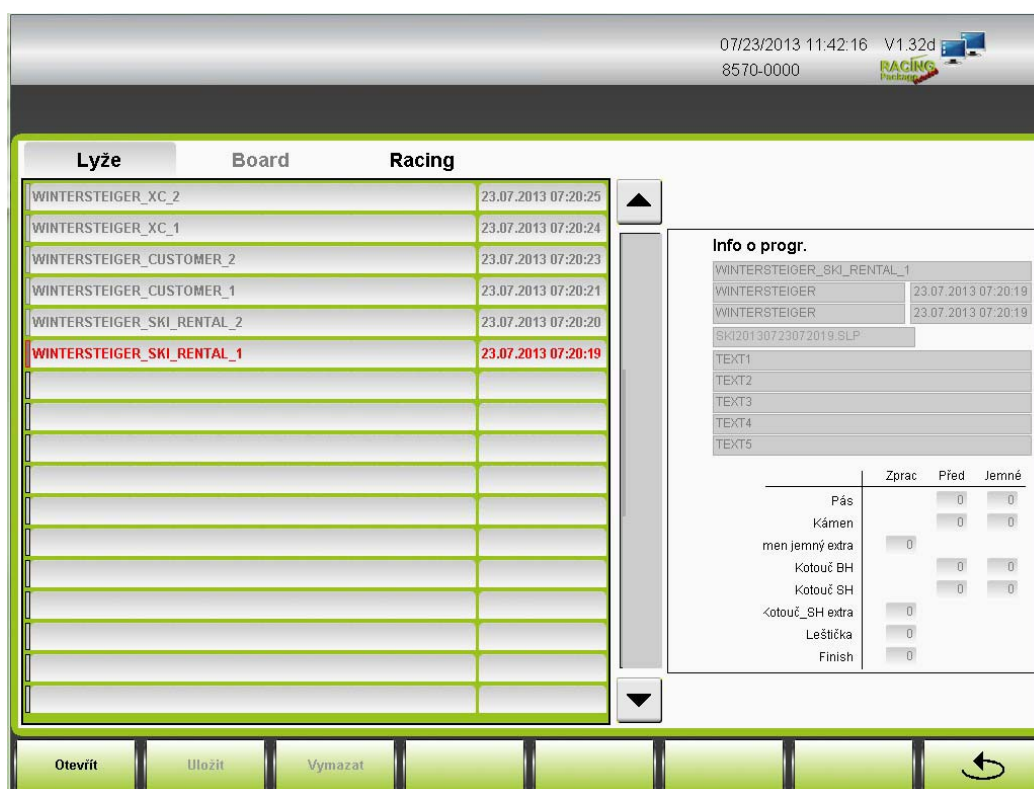 07/23/2013 11:42:16 V1.32d
8570-0000 RACING
Package
Lyže Board Racing
WINTERSTEIGER_XC_2 23.07.2013 07:20:25
WINTERSTEIGER_XC_1 23.07.2013 07:20:24
WINTERSTEIGER_CUSTOMER_2 23.07.2013 07:20:23
WINTERSTEIGER_CUSTOMER_1 23.07.2013 07:20:21
WINTERSTEIGER_SKI_RENTAL_2 23.07.2013 07:20:20
WINTERSTEIGER_SKI_RENTAL_1 23.07.2013 07:20:19
Info o progr.
WINTERSTEIGER_SKI_RENTAL_1
WINTERSTEIGER 23.07.2013 07:20:19
WINTERSTEIGER 23.07.2013 07:20:19
SKI20130723072019.SLP
TEXT1
TEXT2
TEXT3
TEXT4
TEXT5
Zprac Před Jemné
Pás 0 0
Kámen 0 0
men jemný extra 0
Kotouč BH 0 0
Kotouč SH 0 0
Kotouč_SH extra 0
Leštička 0
Finish 0
Otevřít Uložit Vymazat